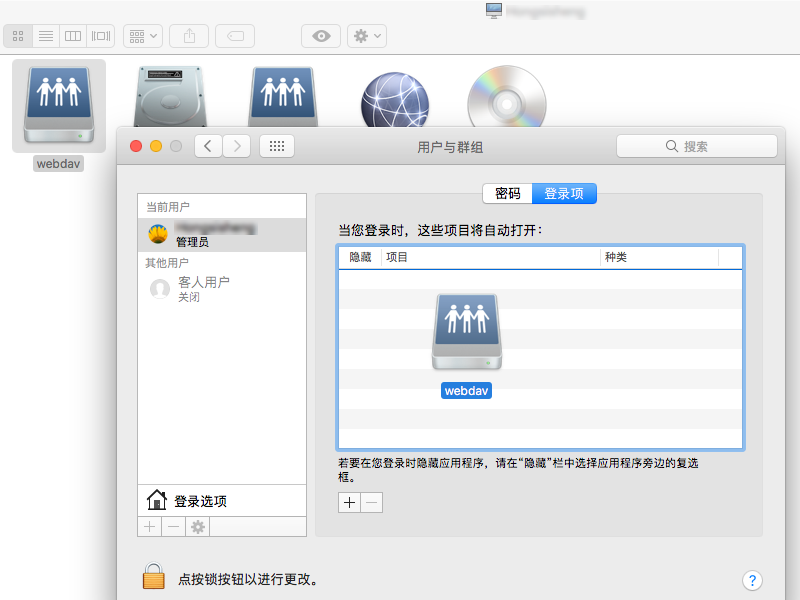 webdav
用户与群组
搜索
密码
登录项
当前用户
管理员
其他用户
客人用户
关闭
登录选项
当您登录时，这些项目将自动打开：
隐藏
项目
种类
webdav
若要在您登录时隐藏应用程序，请在“隐藏”栏中选择应用程序旁边的复选
框。
点按锁按钮以进行更改。